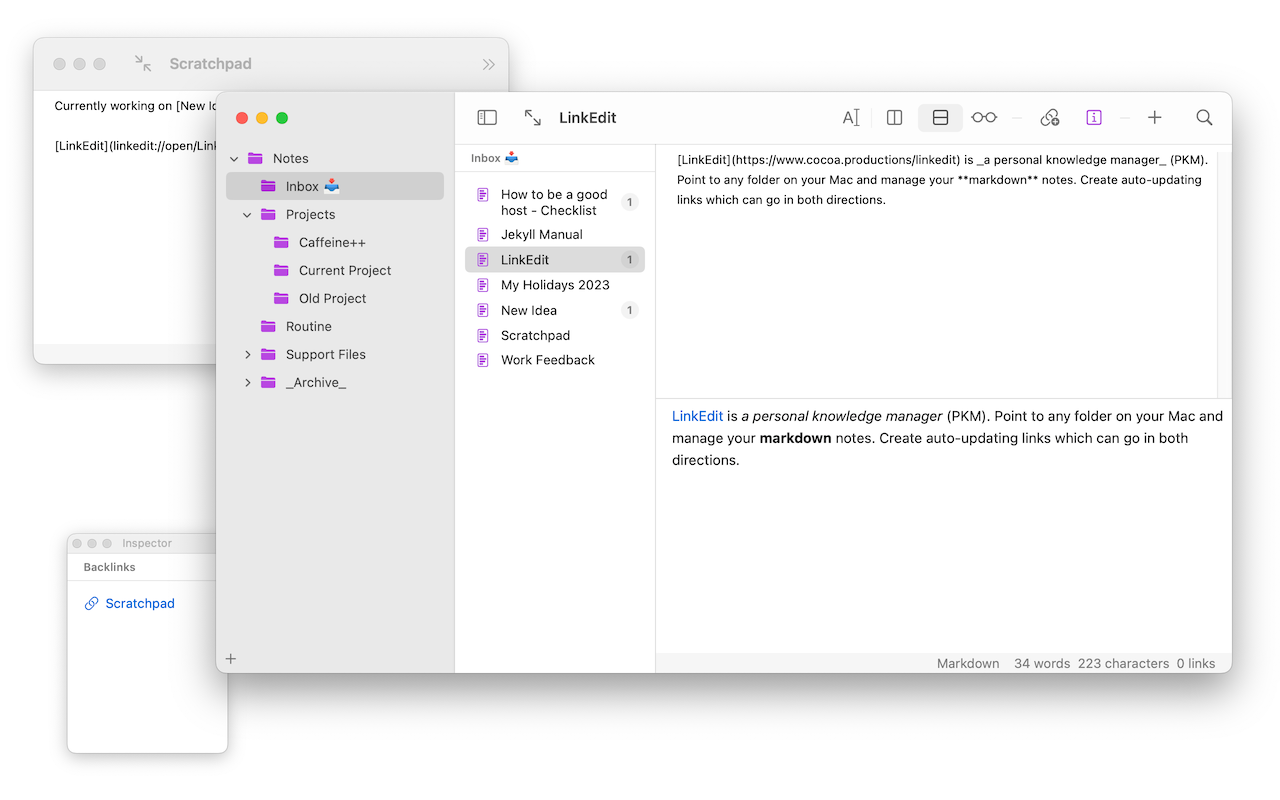 Scratchpad
Currently working on [New
[LinkEdit](linkedit://open/
LinkEdit
Notes
Inbox 📥
Projects
Caffeine++
Current Project
Old Project
Routine
Support Files
_Archive_
Inbox 📥
How to be a good
host - Checklist
1
Jekyll Manual
LinkEdit
1
My Holidays 2023
New Idea
1
Scratchpad
Work Feedback
[LinkEdit](https://www.cocoa.productions/linkedit) is _a personal knowledge manager_ (PKM).
Point to any folder on your Mac and manage your **markdown** notes. Create auto-updating
links which can go in both directions.
LinkEdit is a personal knowledge manager (PKM). Point to any folder on your Mac and
manage your markdown notes. Create auto-updating links which can go in both
directions.
Markdown 34 words 223 characters 0 links
Inspector
Backlinks
Scratchpad